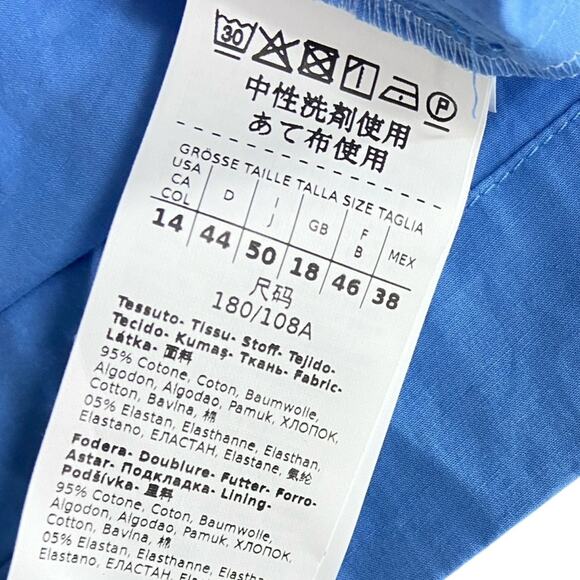 30 P
中性洗剤使用
あて布使用
GRÖSSE TAILLE TALLA SIZE TAGLIA
USA CA COL D I J GB F B MEX
14 44 50 18 46 38
尺码
180/108A
Tessuto- Tissu- Stoff- Tejido-
Tecido- Kumaş- Ткань- Fabric-
Látka- 面料
95% Cotone, Coton, Baumwolle,
Algodon, Algodao, Pamuk, ХЛОПОК,
Cotton, Bavlna, 棉
05% Elastan, Elasthanne, Elasthan,
Elastano, ЕЛАСТАН, Elastane, 氨纶
Fodera- Doublure- Futter- Forro-
Astar- Подкладка- Lining-
Podšívka- 里料
95% Cotone, Coton, Baumwolle,
Algodon, Algodao, Pamuk, ХЛОПОК,
Cotton, Bavlna, 棉
05% Elastan, Elasthanne, Elasthan,
Elastano, ЕЛАСТАН, Elastane,